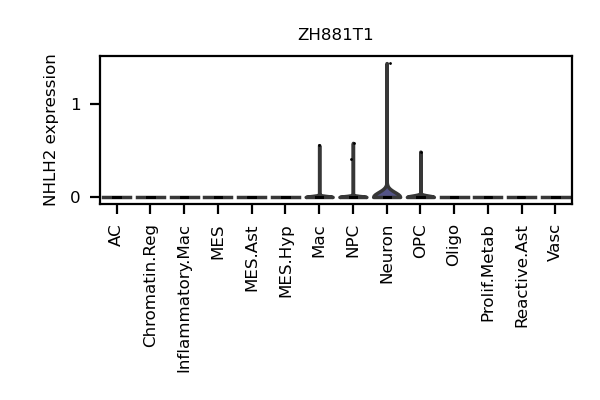 ZH881T1
NHLH2 expression
1
0
AC
Chromatin.Reg
Inflammatory.Mac
MES
MES.Ast
MES.Hyp
Mac
NPC
Neuron
OPC
Oligo
Prolif.Metab
Reactive.Ast
Vasc